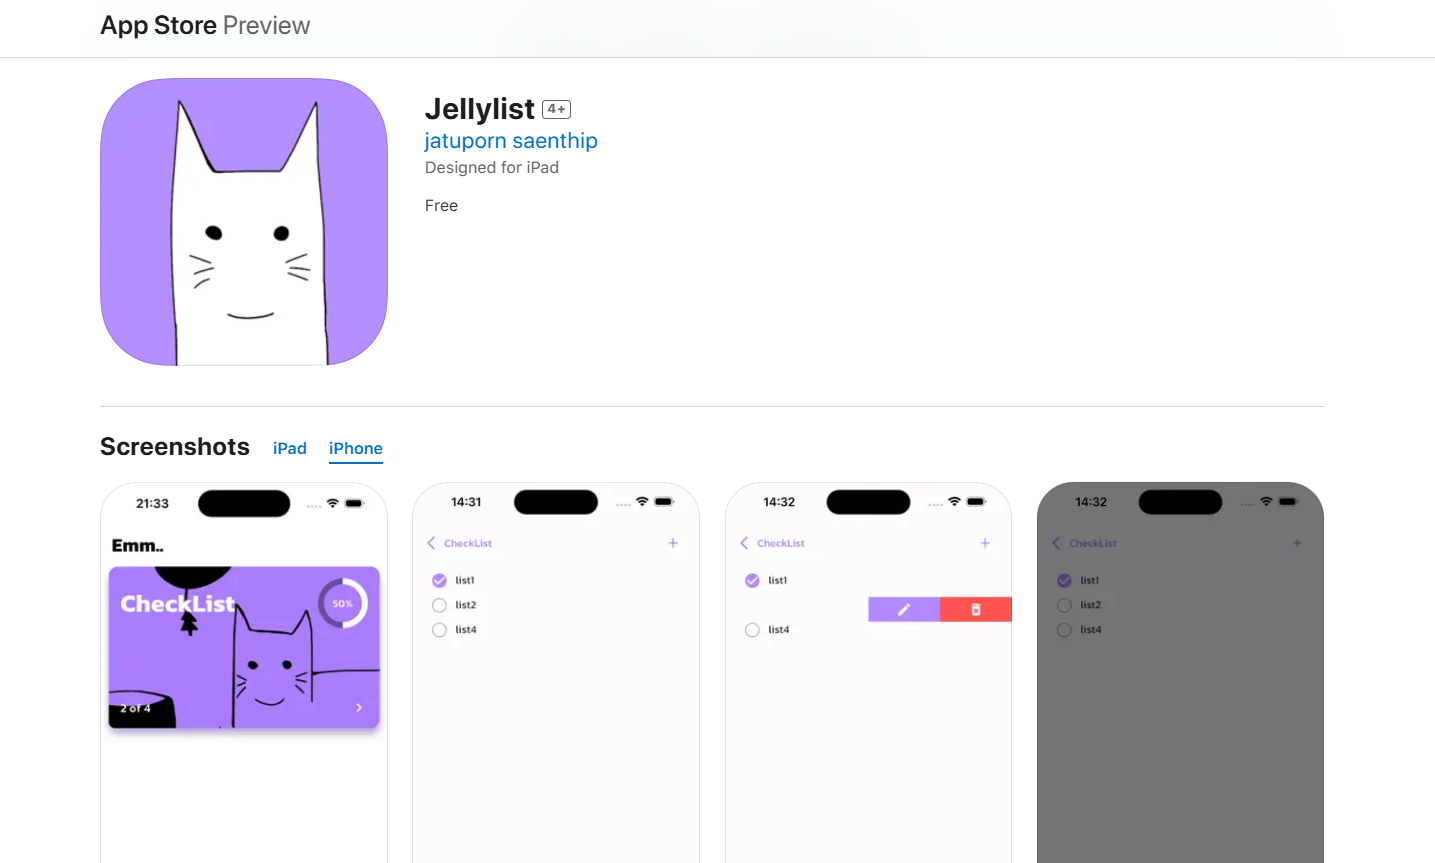 App Store Preview
Jellylist 4+
jatuporn saenthip
Designed for iPad
Free
Screenshots iPad iPhone
21:33
Emm..
CheckList
50%
2 of 4
14:31
CheckList
list1
list2
list4
14:32
CheckList
list1
list4
14:32
CheckList
list1
list2
list4